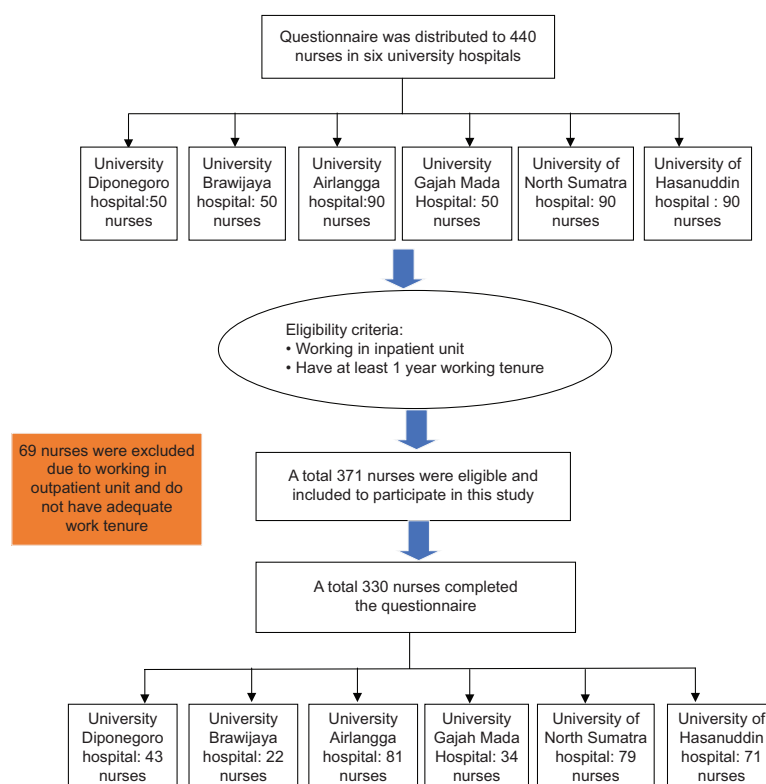 Questionnaire was distributed to 440
nurses in six university hospitals
University
Diponegoro
hospital:50
nurses
University
Brawijaya
hospital: 50
nurses
University
Airlangga
hospital:90
nurses
University
Gajah Mada
Hospital: 50
nurses
University of
North Sumatra
hospital: 90
nurses
University of
Hasanuddin
hospital : 90
nurses
Eligibility criteria:
• Working in inpatient unit
• Have at least 1 year working tenure
69 nurses were excluded
due to working in
outpatient unit and do
not have adequate
work tenure
A total 371 nurses were eligible and
included to participate in this study
A total 330 nurses completed
the questionnaire
University
Diponegoro
hospital: 43
nurses
University
Brawijaya
hospital: 22
nurses
University
Airlangga
hospital: 81
nurses
University
Gajah Mada
Hospital: 34
nurses
University of
North Sumatra
hospital: 79
nurses
University of
Hasanuddin
hospital: 71
nurses